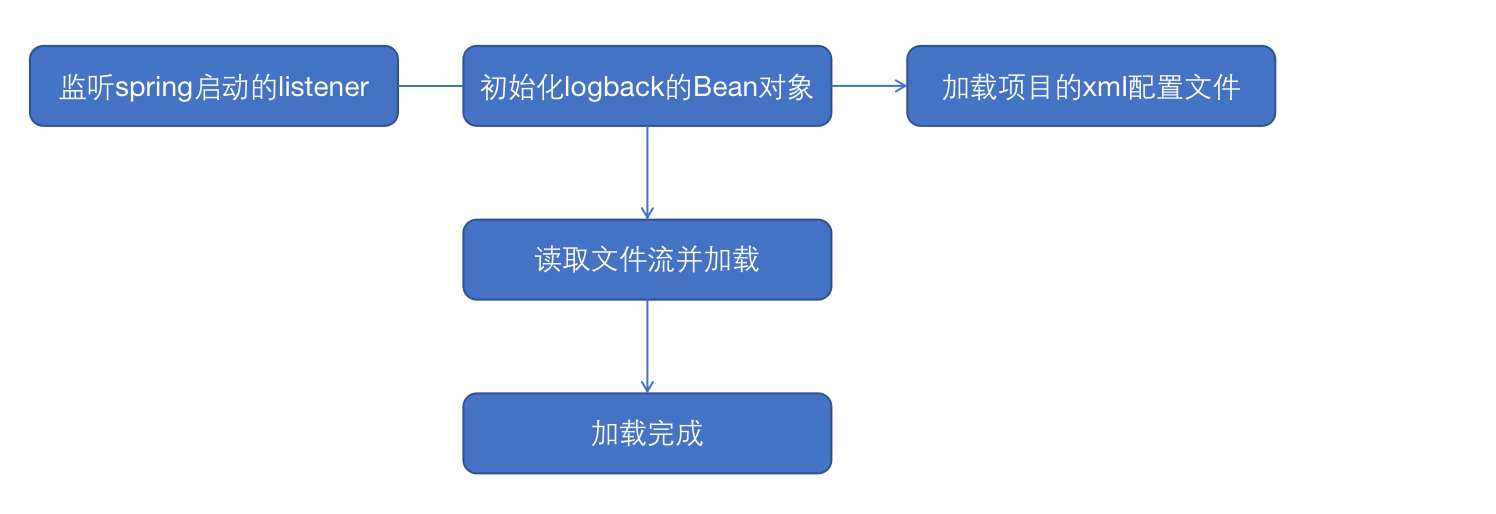 监听spring启动的listener
初始化logback的Bean对象
加载项目的xml配置文件
读取文件流并加载
加载完成